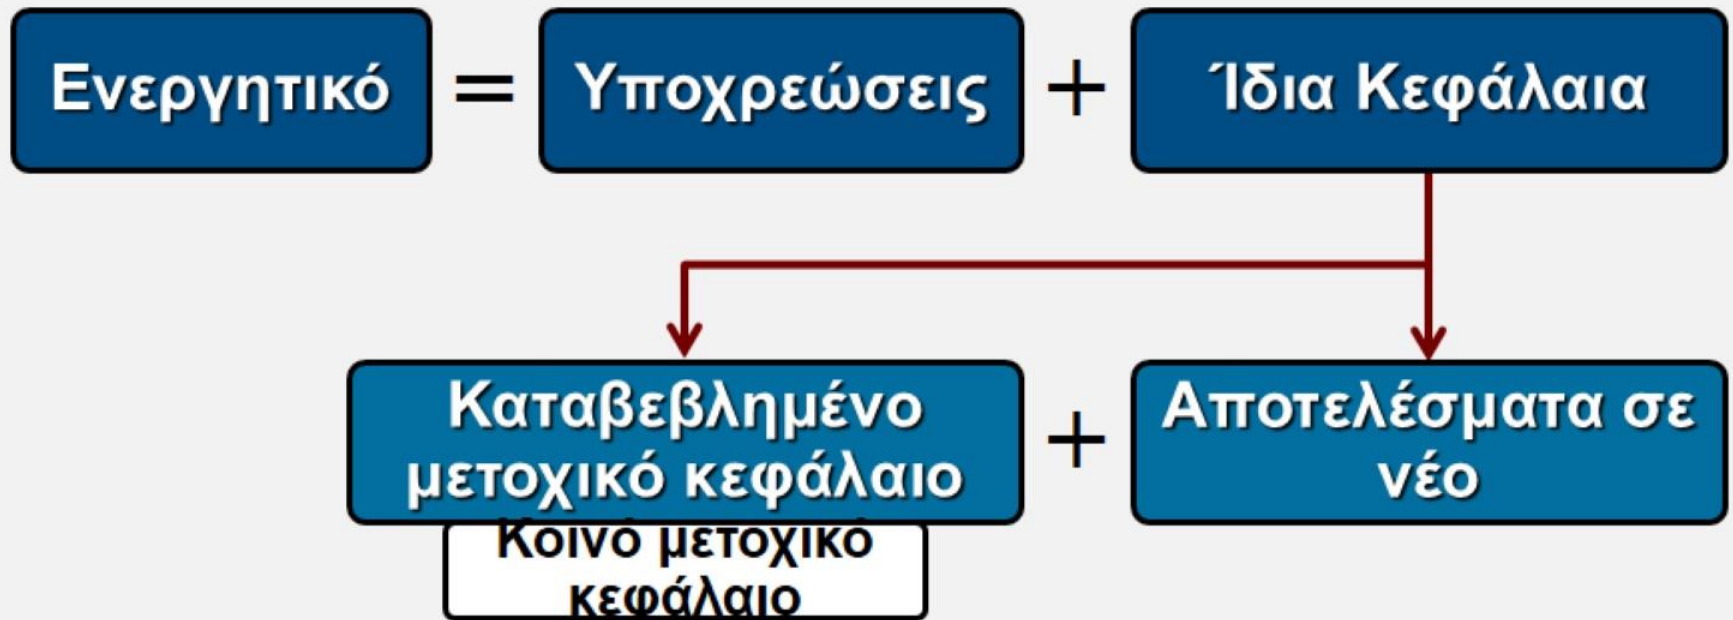 Ενεργητικό = Υποχρεώσεις + Ίδια Κεφάλαια
Καταβεβλημένο
μετοχικό κεφάλαιο
+
Αποτελέσματα σε
νέο
Κοινό μετοχικό
κεφάλαιο